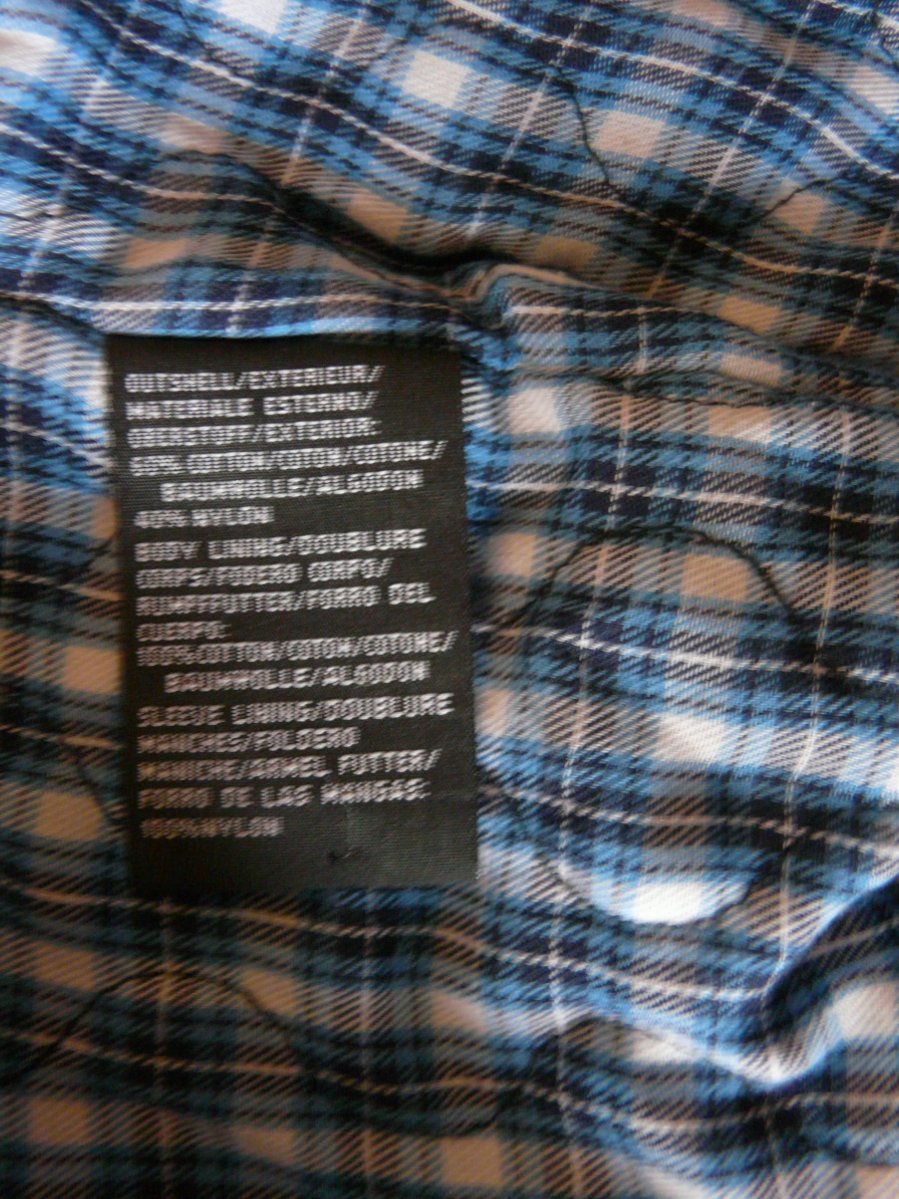 OUTSHELL/EXTERIEUR/
MATERIALE ESTERNO/
OBERSTOFF/EXTERIOR:
60% COTTON/COTON/COTONE/
BAUMWOLLE/ALGODON
40% NYLON
BODY LINING/DOUBLURE
CORPS/FODERO CORPO/
RUMPFFUTTER/FORRO DEL
CUERPO:
100%COTTON/COTON/COTONE/
BAUMWOLLE/ALGODON
SLEEVE LINING/DOUBLURE
MANCHES/FOLDERO
MANICHE/ARMEL FUTTER/
FORRO DE LAS MANGAS:
100%NYLON